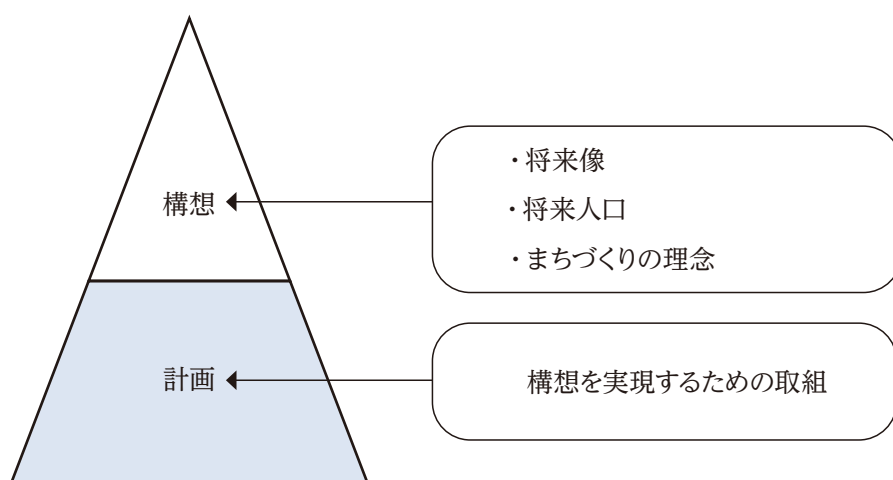 構想
・将来像
・将来人口
・まちづくりの理念
計画
構想を実現するための取組